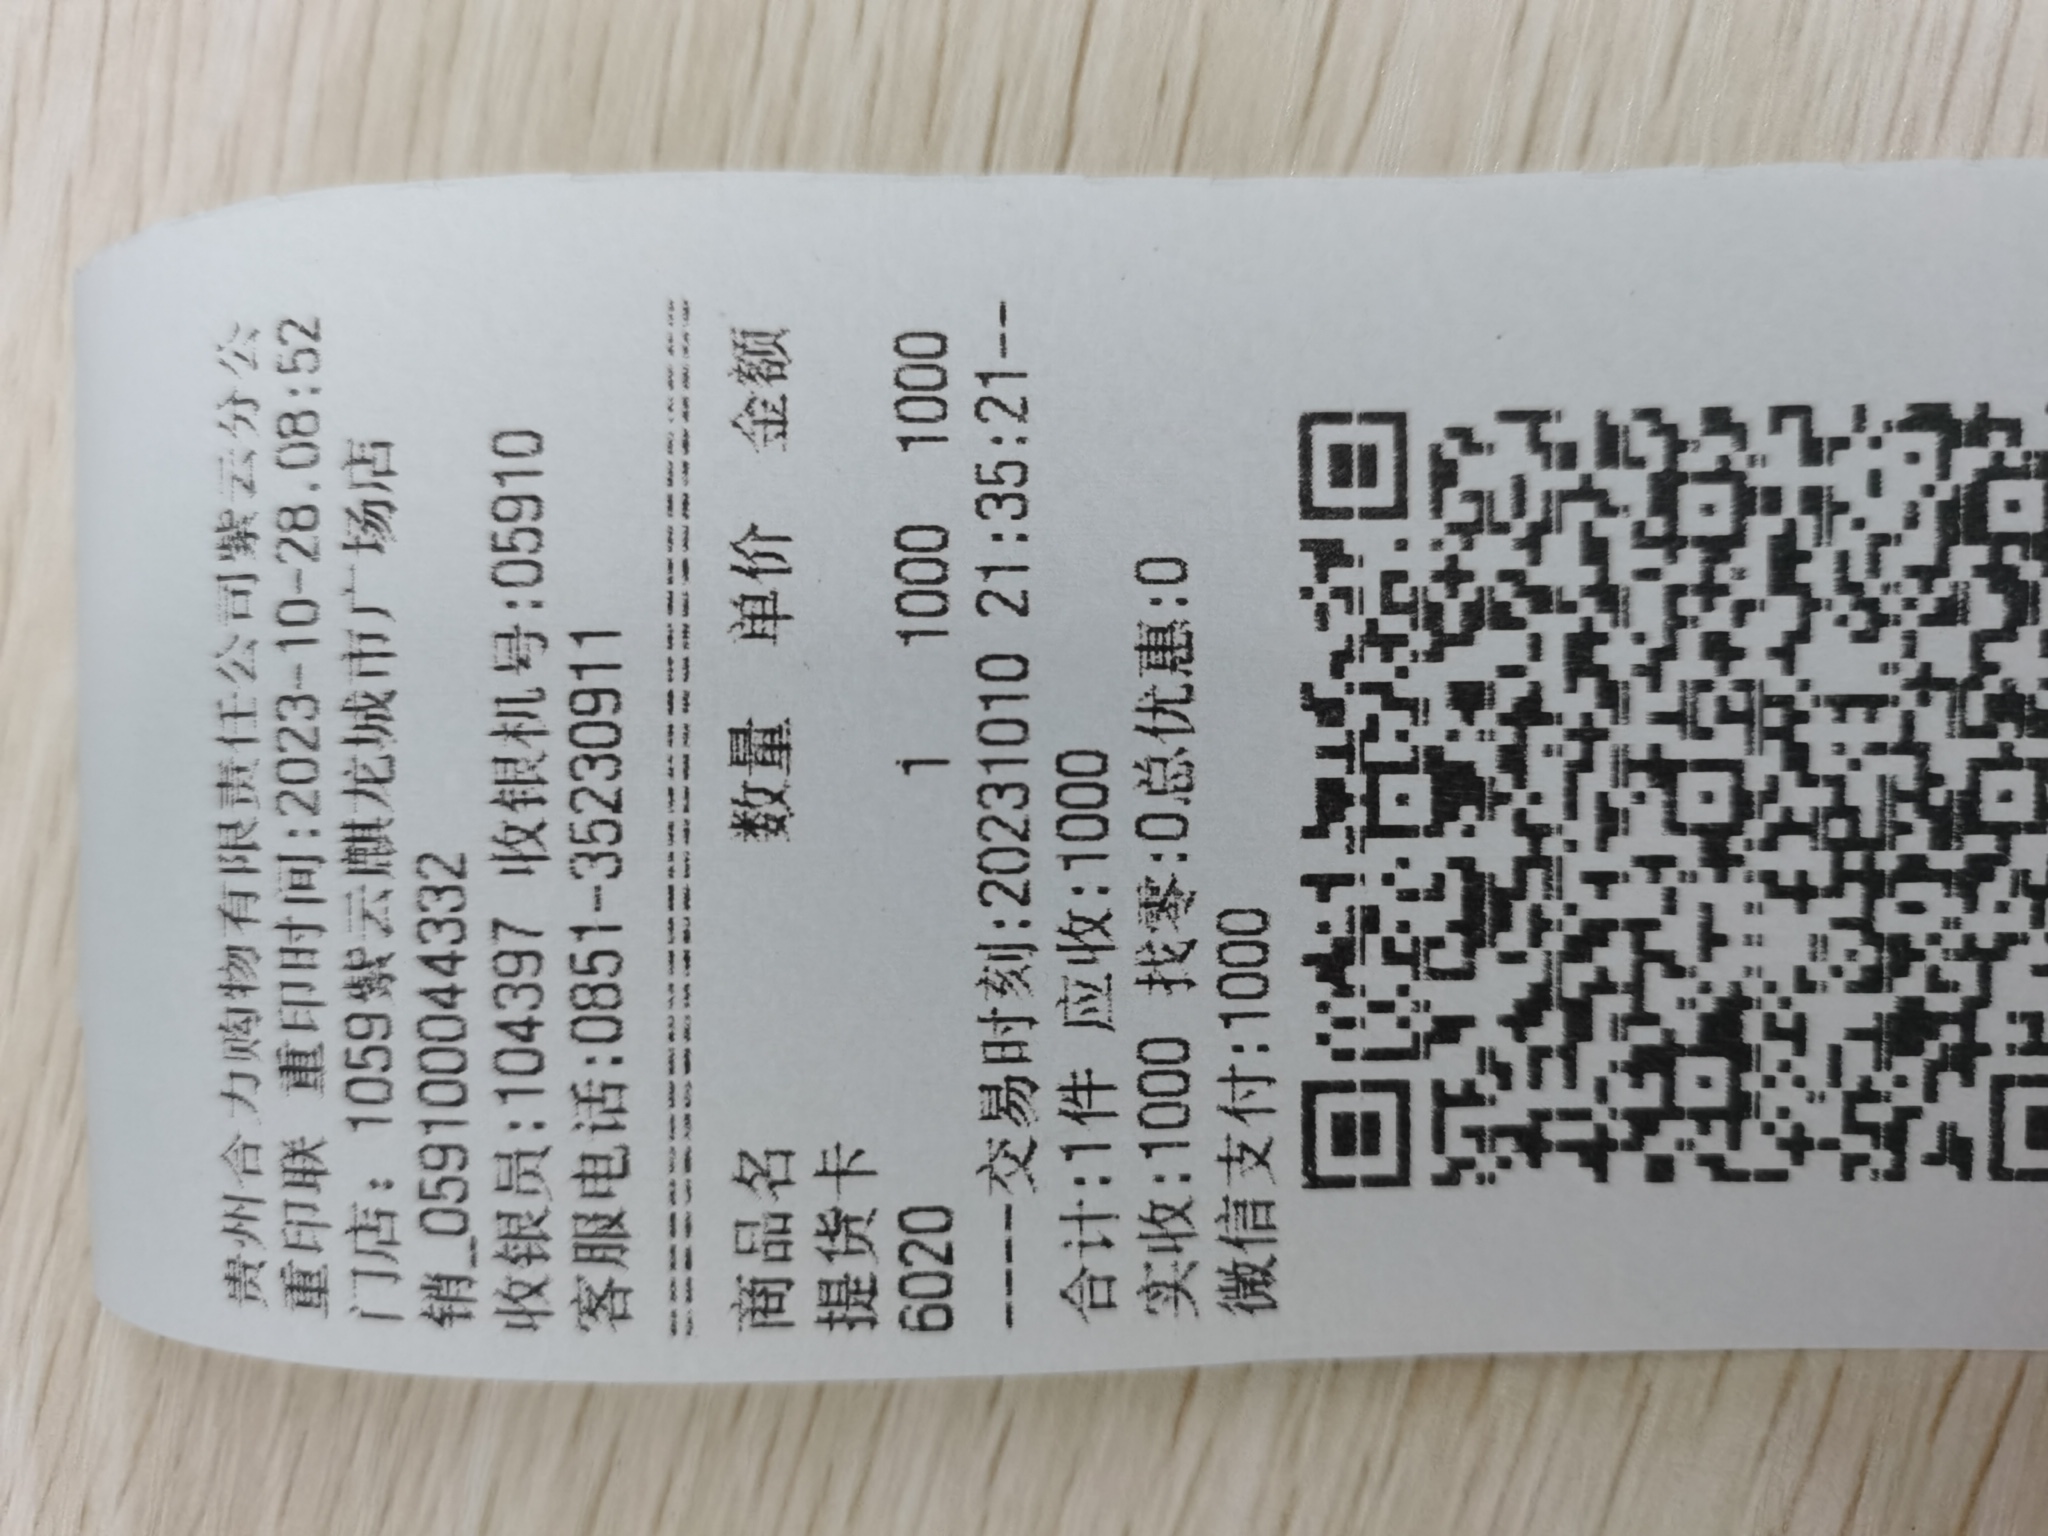 贵州合力购物有限责任公司紫云分公
重印联 重印时间:2023-10-28.08:52
门店: 1059紫云麒龙城市广场店
销_059100044332
收银员:104397 收银机号:05910
客服电话:0851-35230911
================================
商品名 数量 单价 金额
提货卡
6020 1 1000 1000
----交易时刻:20231010 21:35:21--
合计:1件 应收:1000
实收:1000 找零:0总优惠:0
微信支付:1000